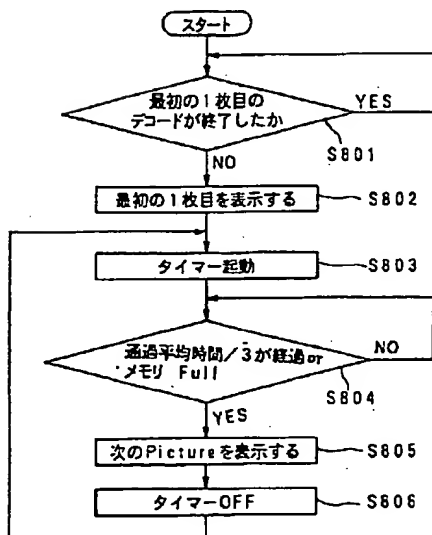 スタート
最初の1枚目の
デコードが終了したか
YES
S801
NO
最初の1枚目を表示する
S802
タイマー起動
S803
通過平均時間/3が経過or
メモリ Full
NO
S804
YES
次のPictureを表示する
S805
タイマーOFF
S806